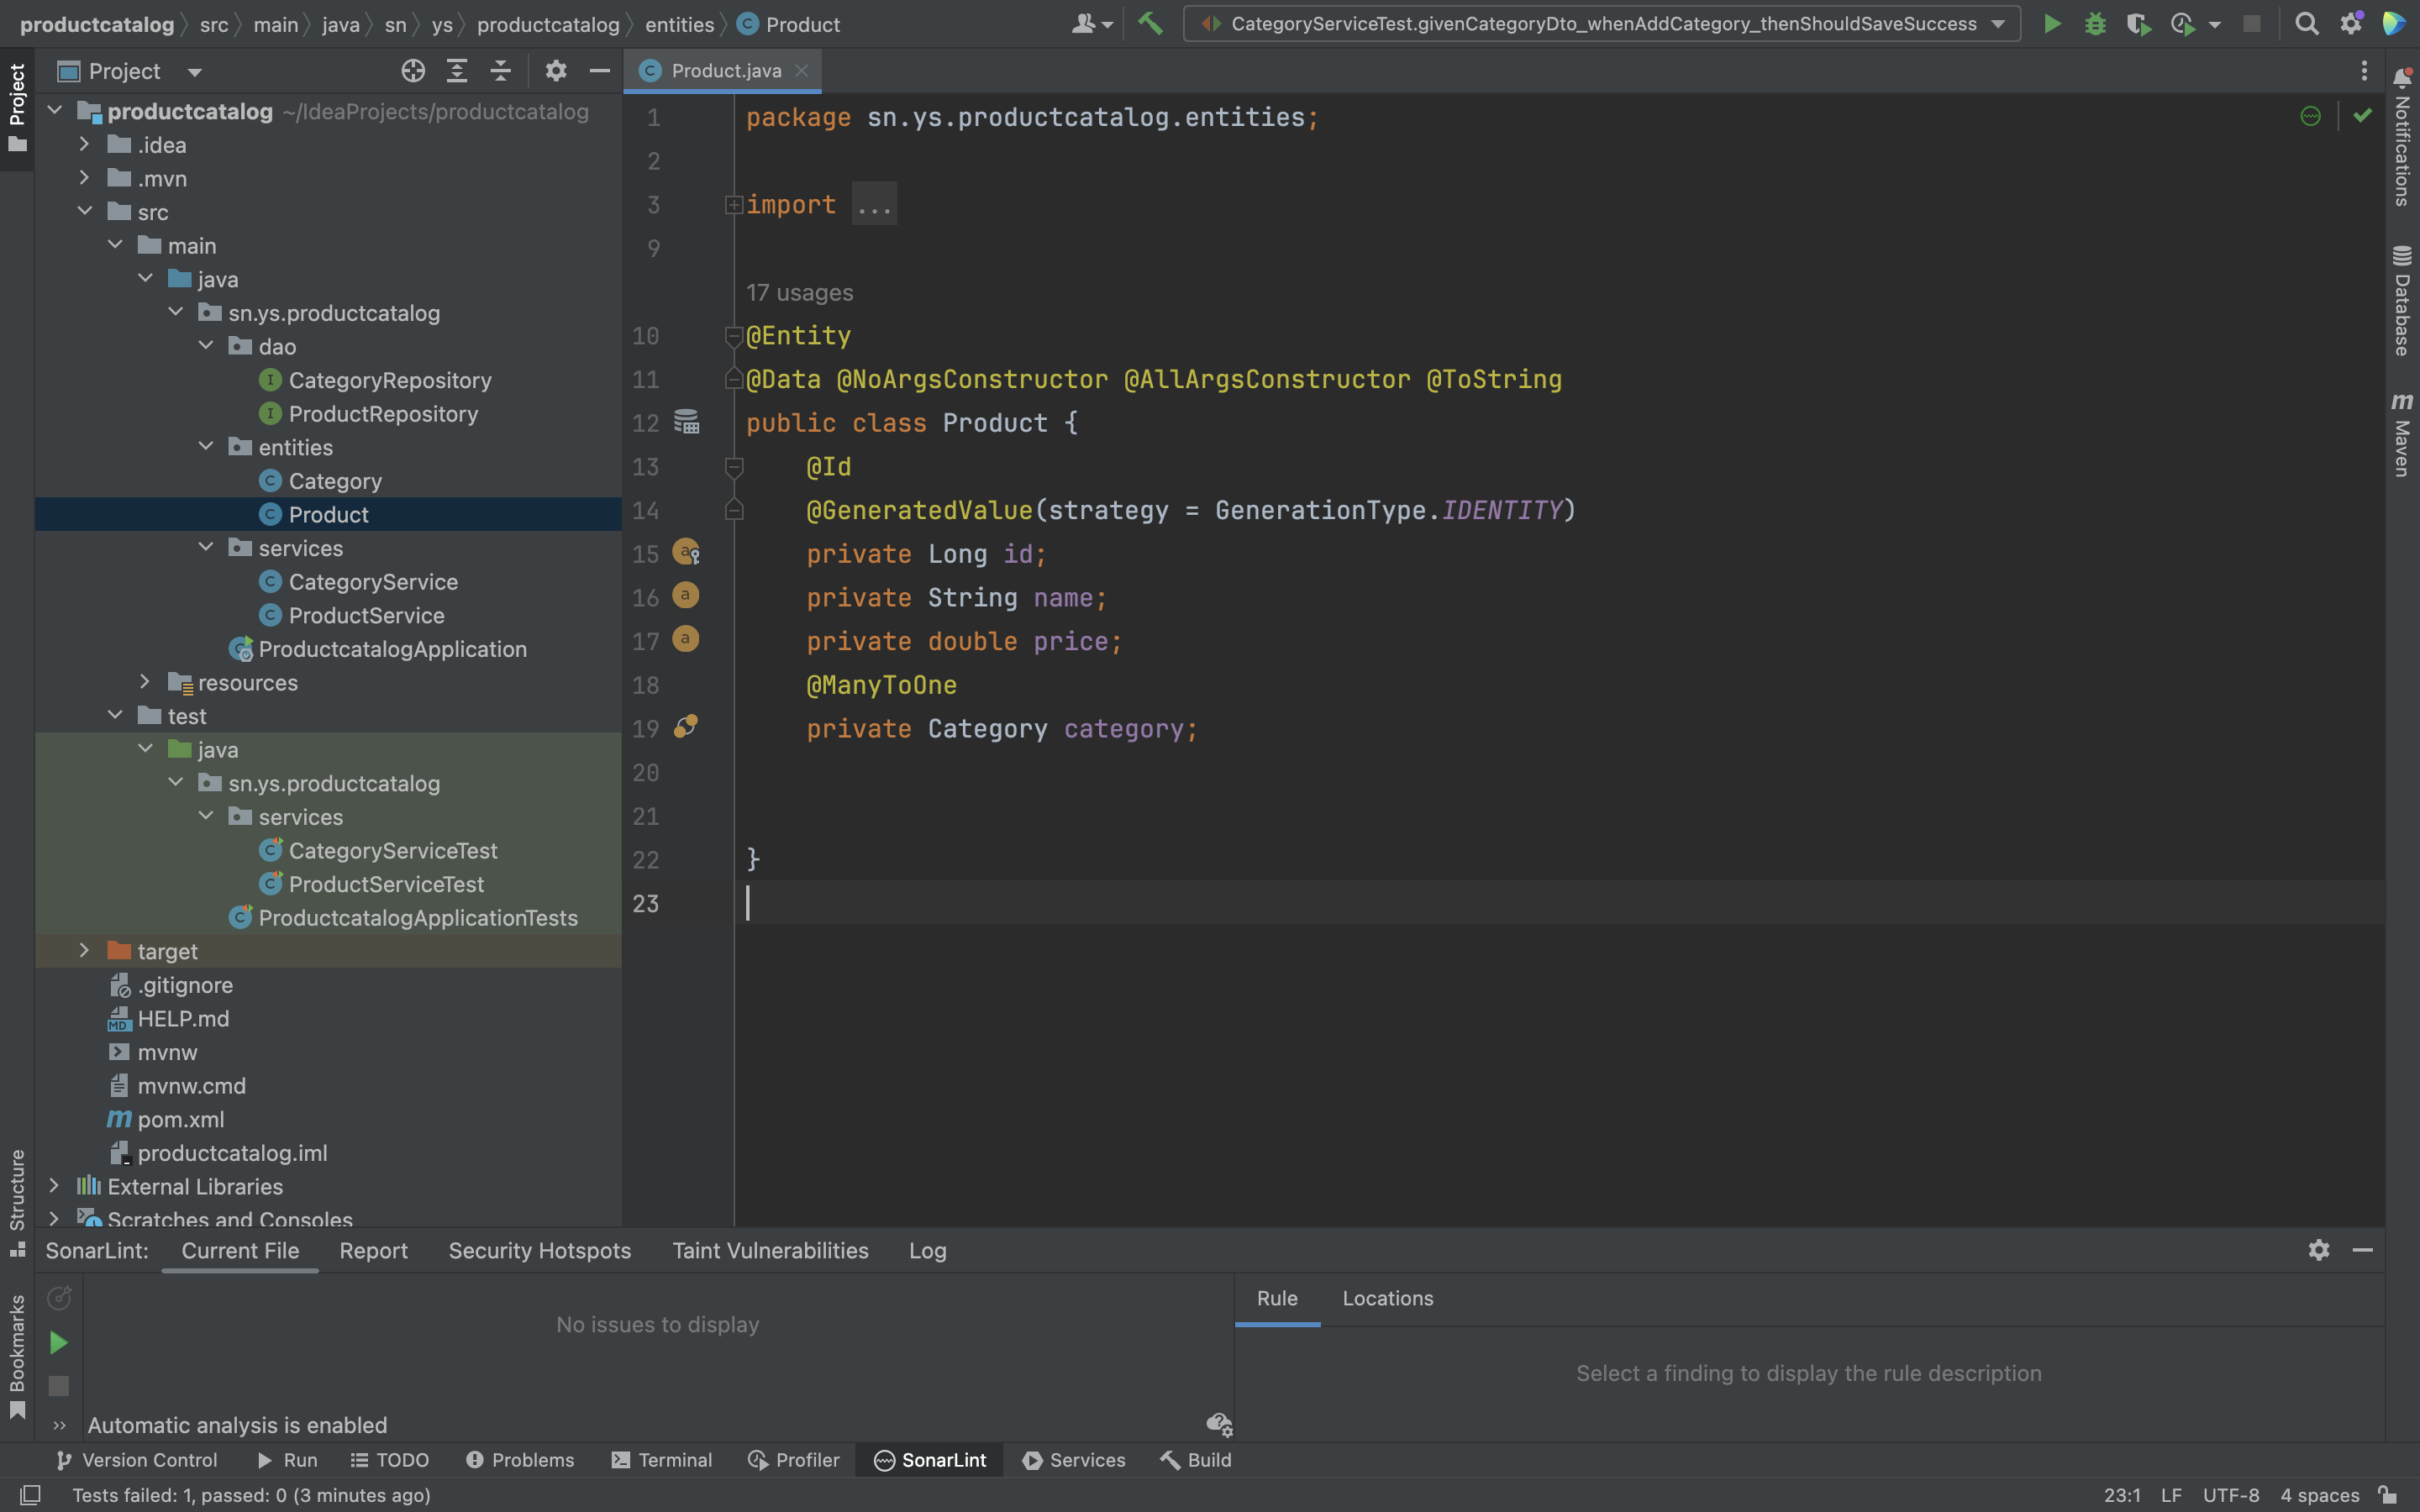 productcatalog src main java sn ys productcatalog entities Product
CategoryServiceTest.givenCategoryDto_whenAddCategory_thenShouldSaveSuccess
Project
Project
Product.java
productcatalog ~/IdeaProjects/productcatalog
.idea
.mvn
src
main
java
sn.ys.productcatalog
dao
CategoryRepository
ProductRepository
entities
Category
Product
services
CategoryService
ProductService
ProductcatalogApplication
resources
test
java
sn.ys.productcatalog
services
CategoryServiceTest
ProductServiceTest
ProductcatalogApplicationTests
target
.gitignore
HELP.md
mvnw
mvnw.cmd
pom.xml
productcatalog.iml
External Libraries
Scratches and Consoles
1 package sn.ys.productcatalog.entities;
2
3 import ...
9
17 usages
10 @Entity
11 @Data @NoArgsConstructor @AllArgsConstructor @ToString
12 public class Product {
13 @Id
14 @GeneratedValue(strategy = GenerationType.IDENTITY)
15 private Long id;
16 private String name;
17 private double price;
18 @ManyToOne
19 private Category category;
20
21
22 }
23
Notifications
Database
Maven
Structure
Bookmarks
SonarLint: Current File Report Security Hotspots Taint Vulnerabilities Log
No issues to display
Automatic analysis is enabled
Rule Locations
Select a finding to display the rule description
Version Control Run TODO Problems Terminal Profiler SonarLint Services Build
Tests failed: 1, passed: 0 (3 minutes ago)
23:1 LF UTF-8 4 spaces